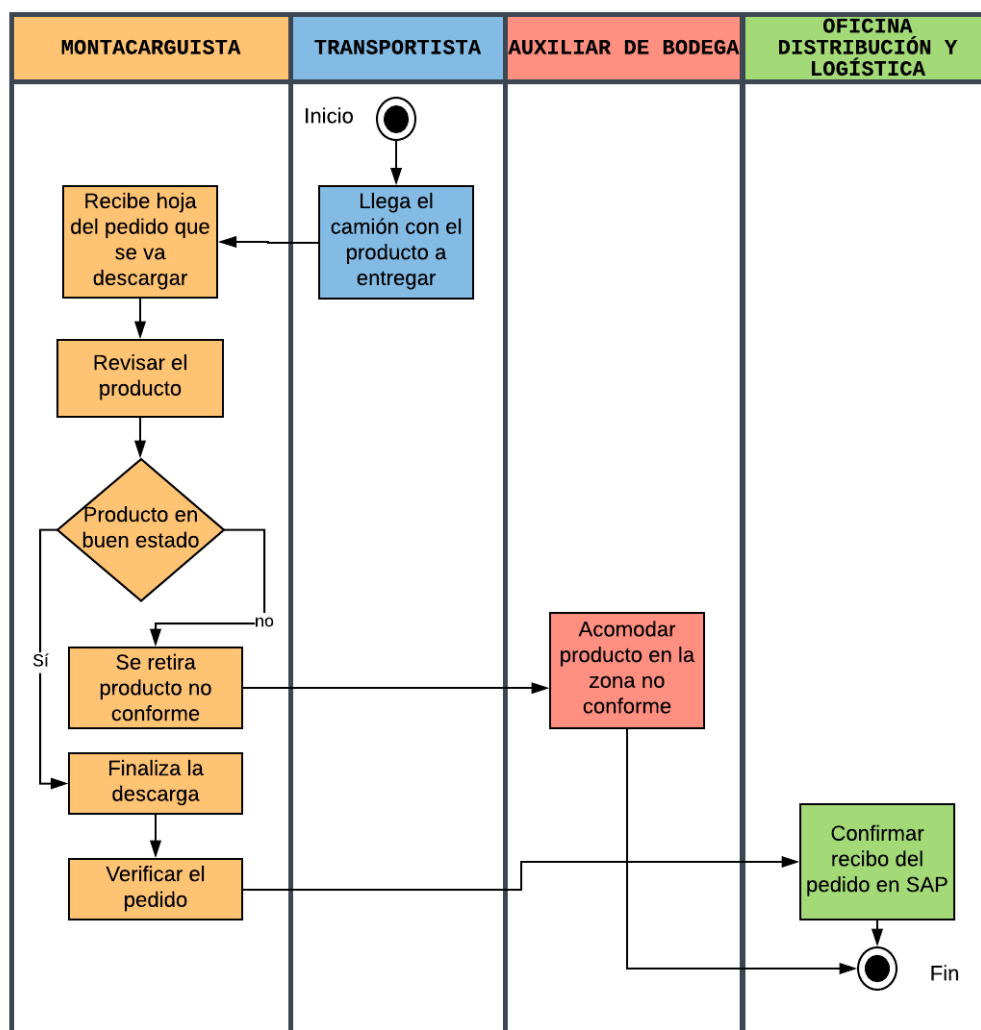 MONTACARGUISTA
TRANSPORTISTA
AUXILIAR DE BODEGA
OFICINA
DISTRIBUCIÓN Y
LOGÍSTICA
Inicio
Llega el
camión con el
producto a
entregar
Recibe hoja
del pedido que
se va
descargar
Revisar el
producto
Producto en
buen estado
no
Sí
Se retira
producto no
conforme
Acomodar
producto en la
zona no
conforme
Finaliza la
descarga
Verificar el
pedido
Confirmar
recibo del
pedido en SAP
Fin